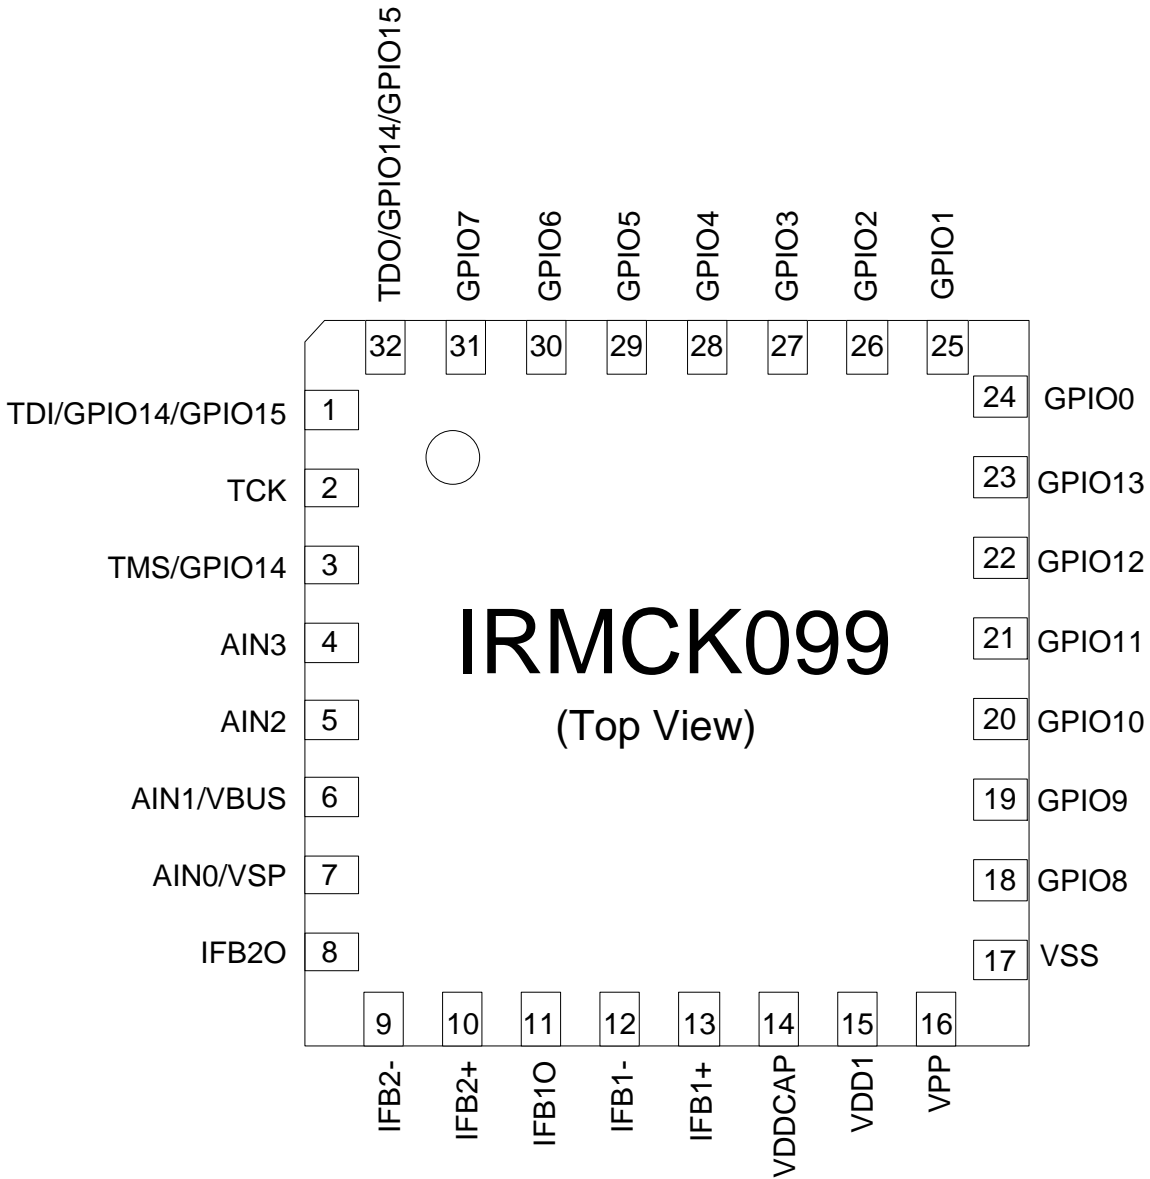 TDO/GPIO14/GPIO15
GPIO7
GPIO6
GPIO5
GPIO4
GPIO3
GPIO2
GPIO1
32
31
30
29
28
27
26
25
TDI/GPIO14/GPIO15
1
24
GPIO0
TCK
2
23
GPIO13
TMS/GPIO14
3
22
GPIO12
AIN3
4
IRMCK099
21
GPIO11
AIN2
5
(Top View)
20
GPIO10
AIN1/VBUS
6
19
GPIO9
AIN0/VSP
7
18
GPIO8
IFB2O
8
17
VSS
9
10
11
12
13
14
15
16
IFB2-
IFB2+
IFB1O
IFB1-
IFB1+
VDDCAP
VDD1
VPP